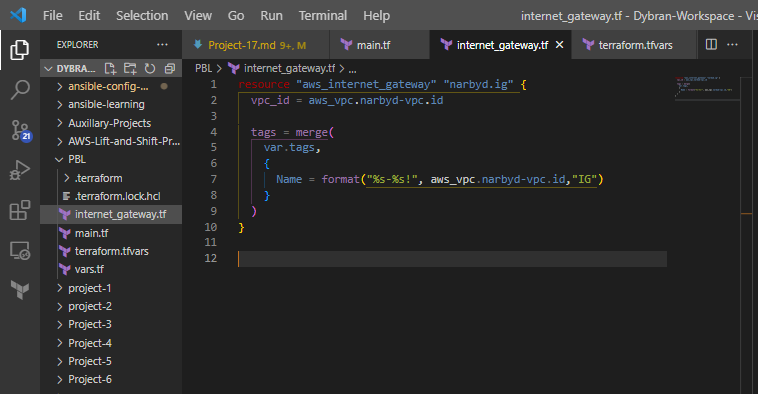 File Edit Selection View Go Run Terminal Help internet_gateway.tf - Dybran-Workspace - Vis
EXPLORER ...
Project-17.md 9+, M main.tf internet_gateway.tf terraform.tfvars ...
DYBRA...
PBL > internet_gateway.tf > ...
ansible-config-...
ansible-learning
Auxillary-Projects
AWS-Lift-and-Shift-Pr...
PBL
.terraform
.terraform.lock.hcl
internet_gateway.tf
main.tf
terraform.tfvars
vars.tf
project-1
project-2
Project-3
Project-4
Project-5
Project-6
21
1 resource "aws_internet_gateway" "narbyd.ig" {
2 vpc_id = aws_vpc.narbyd-vpc.id
3
4 tags = merge(
5 var.tags,
6 {
7 Name = format("%s-%s!", aws_vpc.narbyd-vpc.id,"IG")
8 }
9 )
10 }
11
12